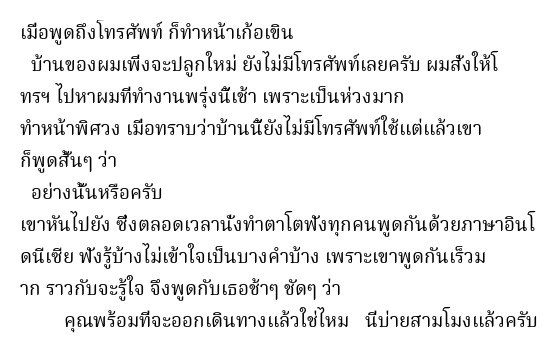 เมื่อพูดถึงโทรศัพท์ ก็ทำหน้าเก้อเขิน
บ้านของผมเพิ่งจะปลูกใหม่ ยังไม่มีโทรศัพท์เลยครับ ผมสั่งให้โ
ทรฯ ไปหาผมที่ทำงานพรุ่งนี้เช้า เพราะเป็นห่วงมาก
ทำหน้าพิศวง เมื่อทราบว่าบ้านนี้ยังไม่มีโทรศัพท์ใช้แต่แล้วเขา
ก็พูดสั้นๆ ว่า
อย่างนั้นหรือครับ
เขาหันไปยัง ซึ่งตลอดเวลานั่งทำตาโตฟังทุกคนพูดกันด้วยภาษาอินโ
ดนีเซีย ฟังรู้บ้างไม่เข้าใจเป็นบางคำบ้าง เพราะเขาพูดกันเร็วม
าก ราวกับจะรู้ใจ จึงพูดกับเธอช้าๆ ชัดๆ ว่า
คุณพร้อมที่จะออกเดินทางแล้วใช่ไหม นี่บ่ายสามโมงแล้วครับ